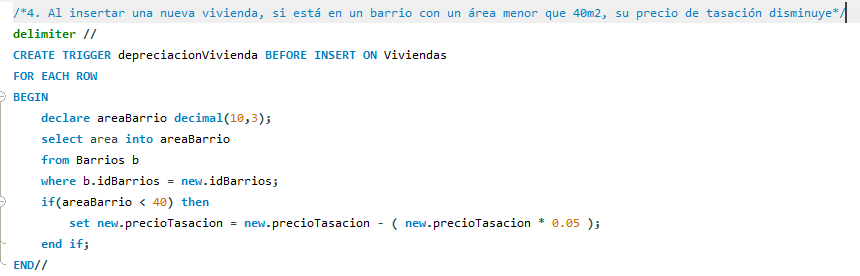 /*4. Al insertar una nueva vivienda, si está en un barrio con un área menor que 40m2, su precio de tasación disminuye*/
delimiter //
CREATE TRIGGER depreciacionVivienda BEFORE INSERT ON Viviendas
FOR EACH ROW
BEGIN
    declare areaBarrio decimal(10,3);
    select area into areaBarrio
    from Barrios b
    where b.idBarrios = new.idBarrios;
    if(areaBarrio < 40) then
        set new.precioTasacion = new.precioTasacion - ( new.precioTasacion * 0.05 );
    end if;
END//